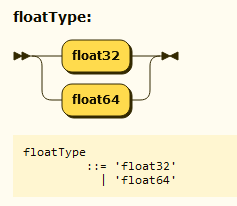 floatType:
float32
float64
floatType
::= 'float32'
| 'float64'